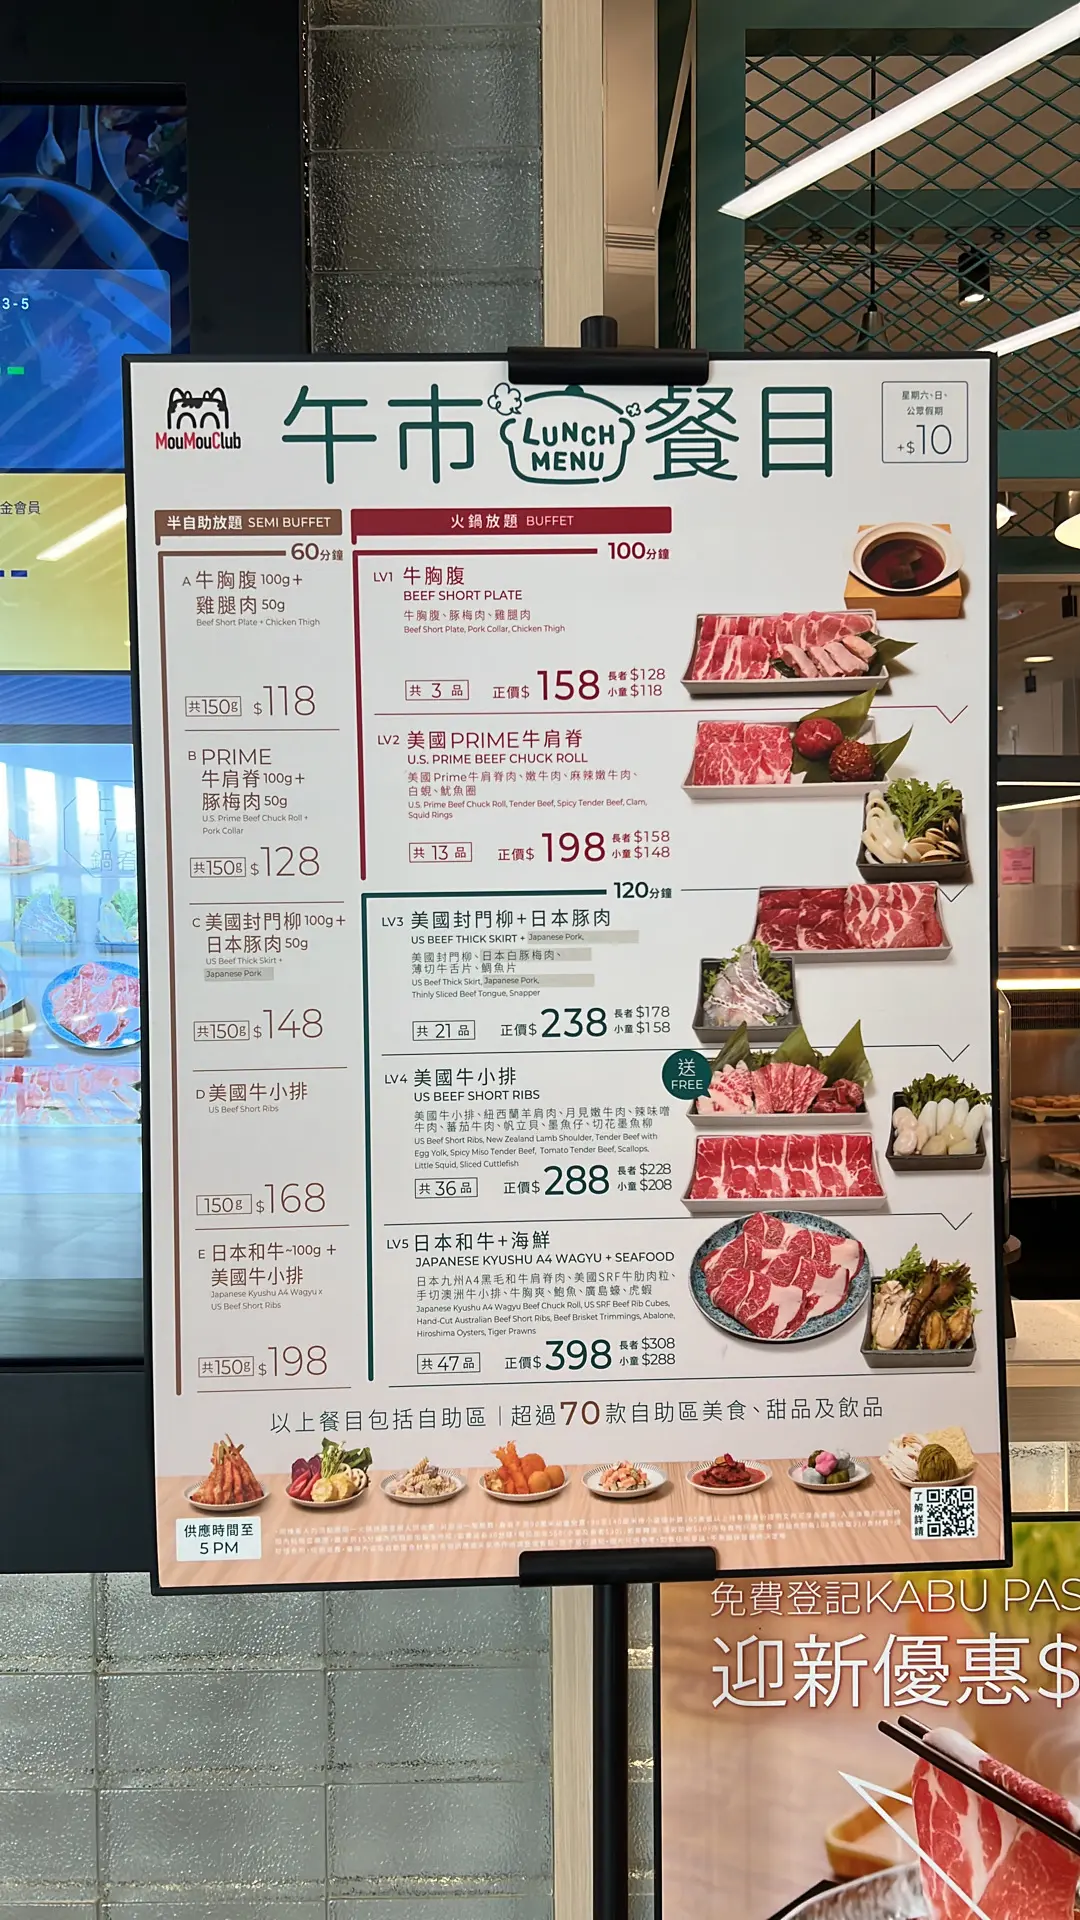 3-5
金會員
MouMouClub
午市 LUNCH MENU 餐目
星期六、日、
公眾假期
+$10
半自助放題 SEMI BUFFET
60分鐘
A 牛胸腹100g+
雞腿肉50g
Beef Short Plate + Chicken Thigh
共150g $118
B PRIME
牛肩脊100g+
豚梅肉50g
U.S. Prime Beef Chuck Roll +
Pork Collar
共150g $128
C 美國封門柳100g+
日本豚肉50g
US Beef Thick Skirt +
Japanese Pork
共150g $148
D 美國牛小排
US Beef Short Ribs
150g $168
E 日本和牛~100g +
美國牛小排
Japanese Kyushu A4 Wagyu x
US Beef Short Ribs
共150g $198
火鍋放題 BUFFET
100分鐘
LV1 牛胸腹
BEEF SHORT PLATE
牛胸腹、豚梅肉、雞腿肉
Beef Short Plate, Pork Collar, Chicken Thigh
共 3 品 正價$158 長者$128
小童$118
LV2 美國PRIME牛肩脊
U.S. PRIME BEEF CHUCK ROLL
美國Prime牛肩脊肉、嫩牛肉、麻辣嫩牛肉、
白蜆、魷魚圈
U.S. Prime Beef Chuck Roll, Tender Beef, Spicy Tender Beef, Clam,
Squid Rings
共 13 品 正價$198 長者$158
小童$148
120分鐘
LV3 美國封門柳+日本豚肉
US BEEF THICK SKIRT + Japanese Pork,
美國封門柳、日本白豚梅肉、
薄切牛舌片、鯛魚片
US Beef Thick Skirt, Japanese Pork,
Thinly Sliced Beef Tongue, Snapper
共 21 品 正價$238 長者$178
小童$158
LV4 美國牛小排
US BEEF SHORT RIBS
送
FREE
美國牛小排、紐西蘭羊肩肉、月見嫩牛肉、辣味噌
牛肉、蕃茄牛肉、帆立貝、墨魚仔、切花墨魚柳
US Beef Short Ribs, New Zealand Lamb Shoulder, Tender Beef with
Egg Yolk, Spicy Miso Tender Beef, Tomato Tender Beef, Scallops,
Little Squid, Sliced Cuttlefish
共 36 品 正價$288 長者$228
小童$208
LV5 日本和牛+海鮮
JAPANESE KYUSHU A4 WAGYU + SEAFOOD
日本九州A4黑毛和牛肩脊肉、美國SRF牛肋肉粒、
手切澳洲牛小排、牛胸爽、鮑魚、廣島蠔、虎蝦
Japanese Kyushu A4 Wagyu Beef Chuck Roll, US SRF Beef Rib Cubes,
Hand-Cut Australian Beef Short Ribs, Beef Brisket Trimmings, Abalone,
Hiroshima Oysters, Tiger Prawns
共 47 品 正價$398 長者$308
小童$288
以上餐目包括自助區 | 超過70款自助區美食、甜品及飲品
供應時間至
5 PM
了解詳請
免費登記KABU PAS
迎新優惠$